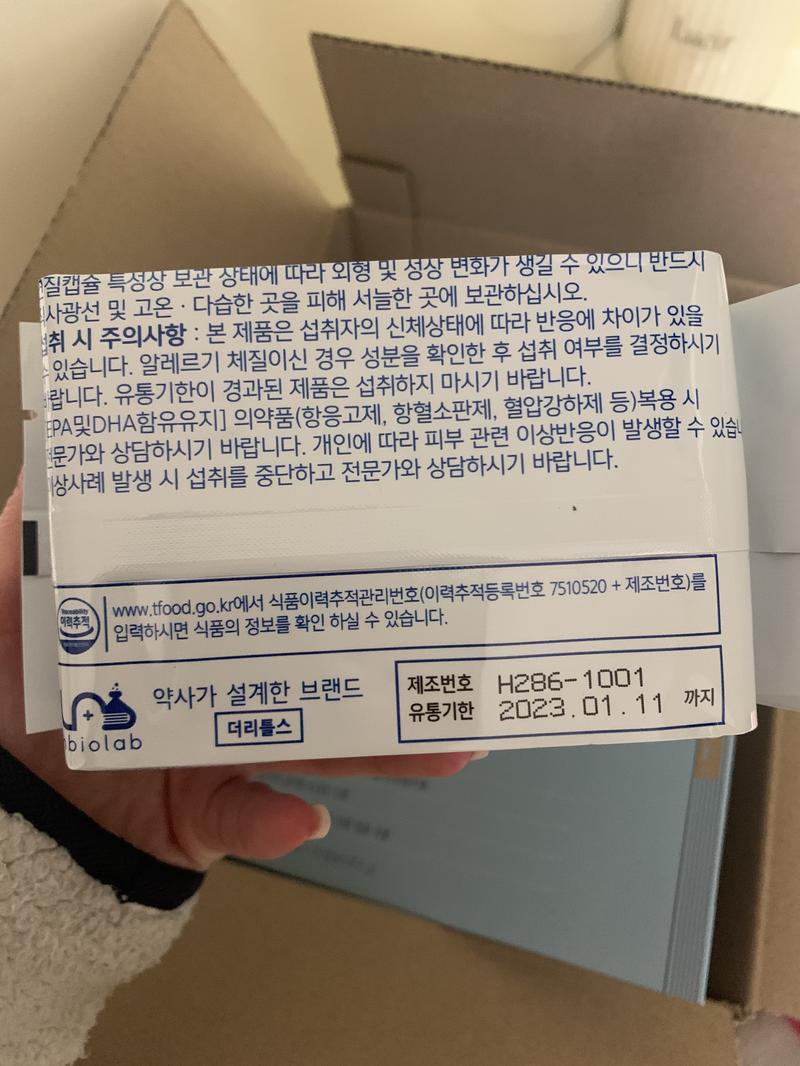 Lucir
질캡슐 특성상 보관 상태에 따라 외형 및 성상 변화가 생길 수 있으니 반드시
사광선 및 고온 · 다습한 곳을 피해 서늘한 곳에 보관하십시오.
취 시 주의사항 : 본 제품은 섭취자의 신체상태에 따라 반응에 차이가 있을
있습니다. 알레르기 체질이신 경우 성분을 확인한 후 섭취 여부를 결정하시기
랍니다. 유통기한이 경과된 제품은 섭취하지 마시기 바랍니다.
EPA및DHA함유유지] 의약품(항응고제, 항혈소판제, 혈압강하제 등)복용 시
전문가와 상담하시기 바랍니다. 개인에 따라 피부 관련 이상반응이 발생할 수 있습
이상사례 발생 시 섭취를 중단하고 전문가와 상담하시기 바랍니다.
Traceability
이력추적
www.tfood.go.kr에서 식품이력추적관리번호(이력추적등록번호 7510520 + 제조번호)를
입력하시면 식품의 정보를 확인 하실 수 있습니다.
biolab
약사가 설계한 브랜드
더리틀스
제조번호 H286-1001
유통기한 2023.01.11 까지